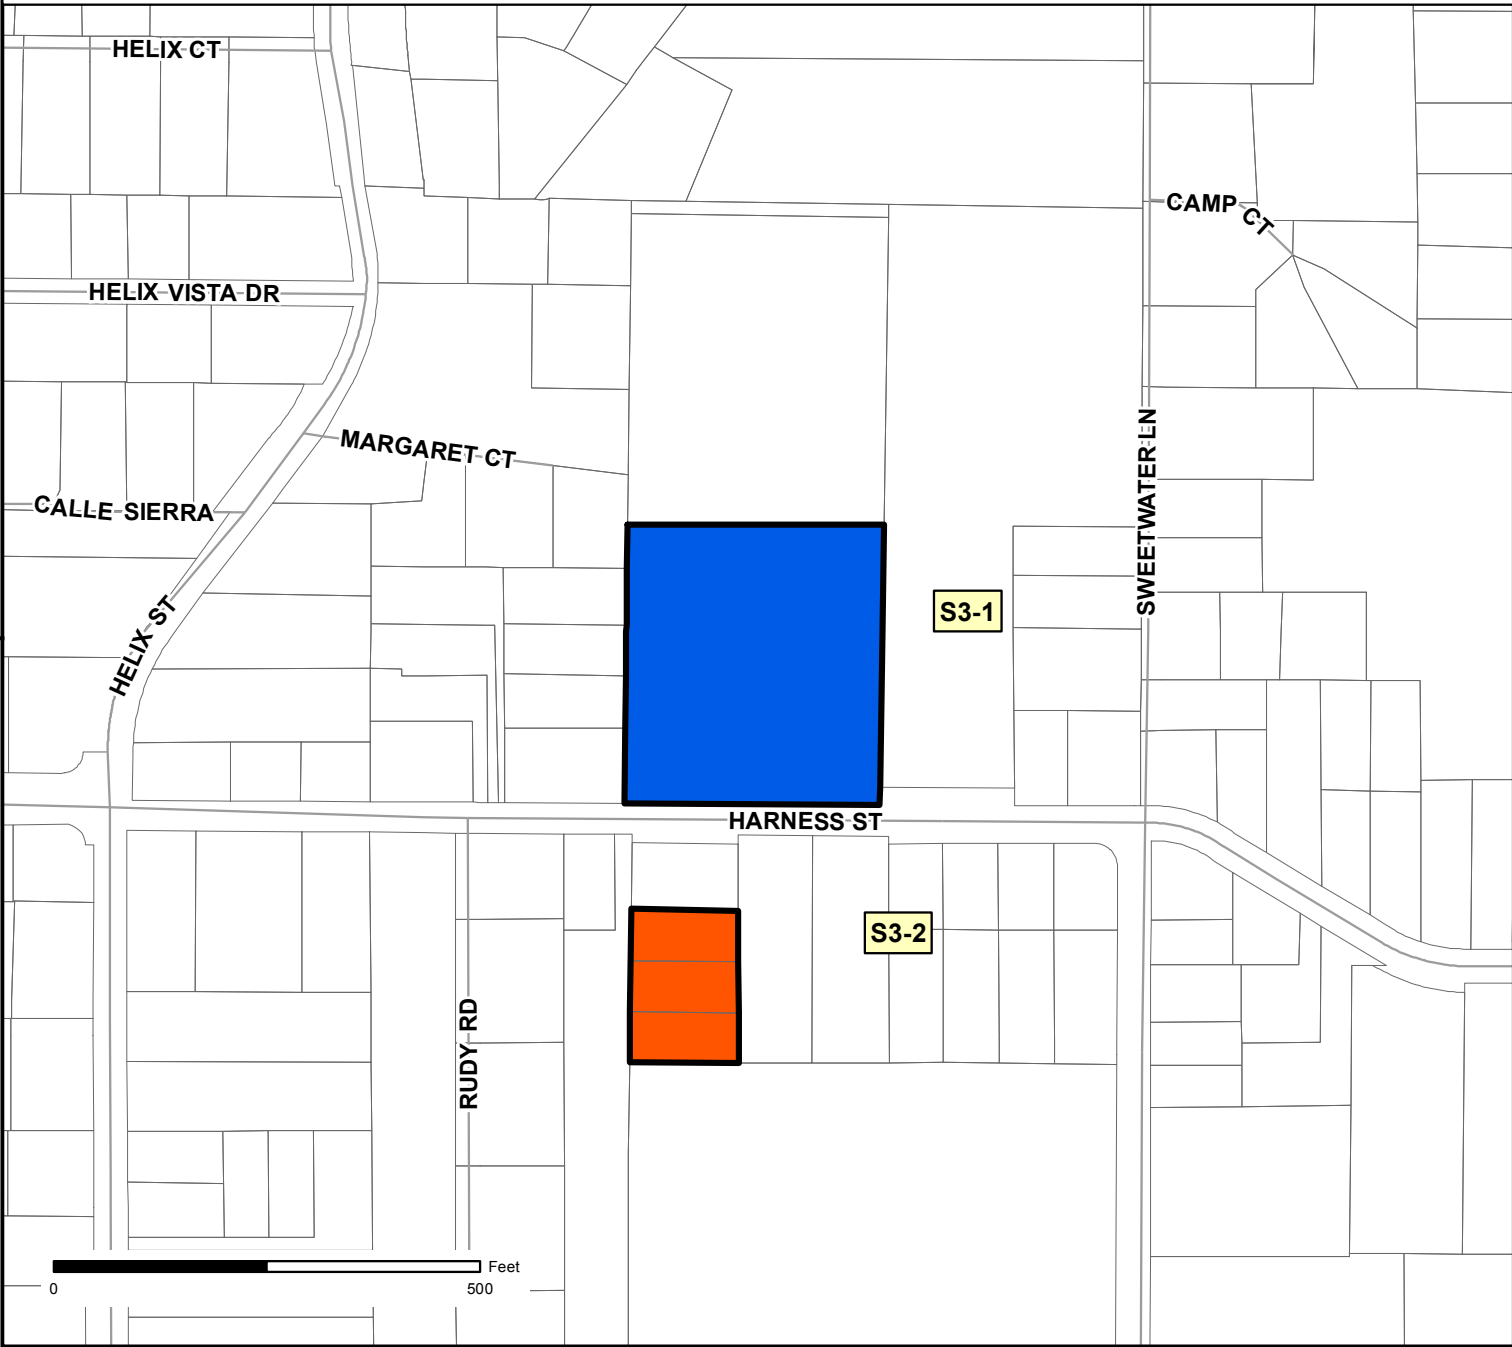 HELIX CT
CAMP CT
HELIX VISTA DR
MARGARET CT
CALLE SIERRA
SWEETWATER LN
HELIX ST
S3-1
HARNESS ST
S3-2
RUDY RD
Feet
0 500